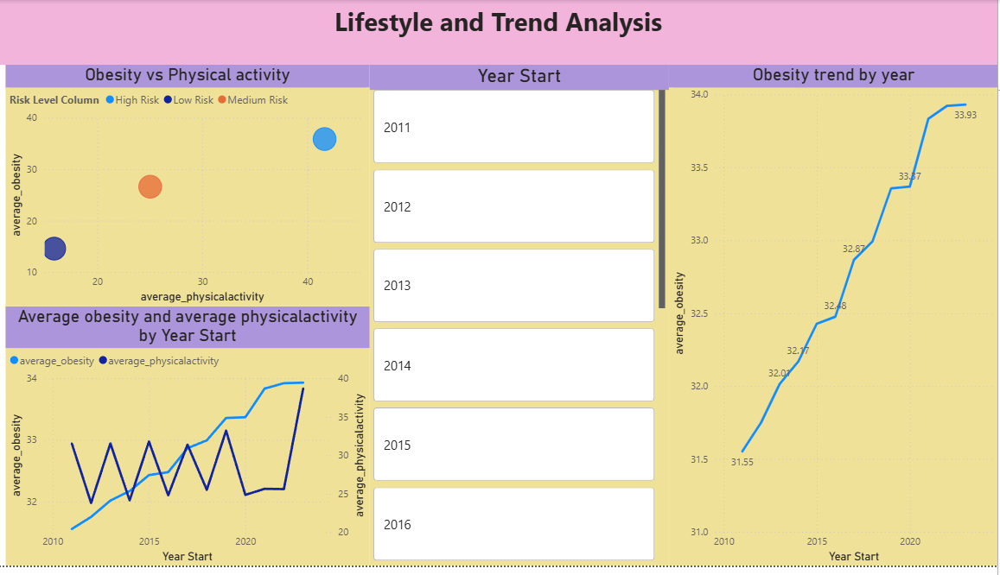 Lifestyle and Trend Analysis
Obesity vs Physical activity
Risk Level Column High Risk Low Risk Medium Risk
40
30
20
10
average_obesity
20 30 40
average_physicalactivity
Average obesity and average physicalactivity
by Year Start
average_obesity average_physicalactivity
34
33
32
average_obesity
40
35
30
25
20
average_physicalactivity
2010 2015 2020
Year Start
Year Start
2011
2012
2013
2014
2015
2016
Obesity trend by year
34.0
33.5
33.0
32.5
32.0
31.5
31.0
average_obesity
33.93
33.37
32.87
32.48
32.17
32.01
31.55
2010 2015 2020
Year Start